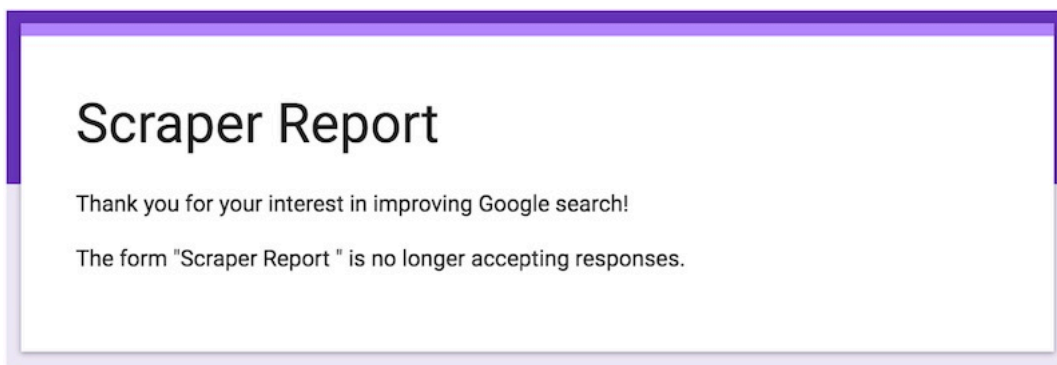 Scraper Report
Thank you for your interest in improving Google search!
The form "Scraper Report " is no longer accepting responses.